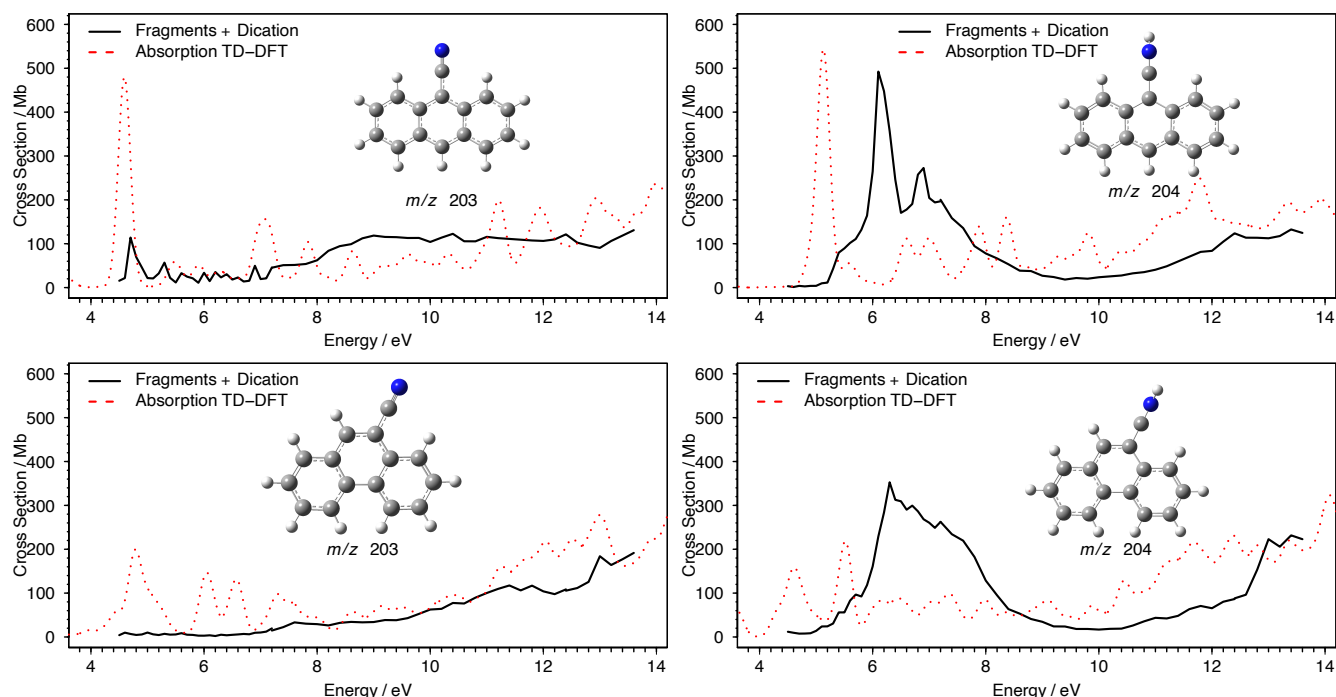 600
500
400
300
200
100
0
Cross Section / Mb
Fragments + Dication
Absorption TD−DFT
m/z 203
4 6 8 10 12 14
Energy / eV
600
500
400
300
200
100
0
Cross Section / Mb
Fragments + Dication
Absorption TD−DFT
m/z 204
4 6 8 10 12 14
Energy / eV
600
500
400
300
200
100
0
Cross Section / Mb
Fragments + Dication
Absorption TD−DFT
m/z 203
4 6 8 10 12 14
Energy / eV
600
500
400
300
200
100
0
Cross Section / Mb
Fragments + Dication
Absorption TD−DFT
m/z 204
4 6 8 10 12 14
Energy / eV